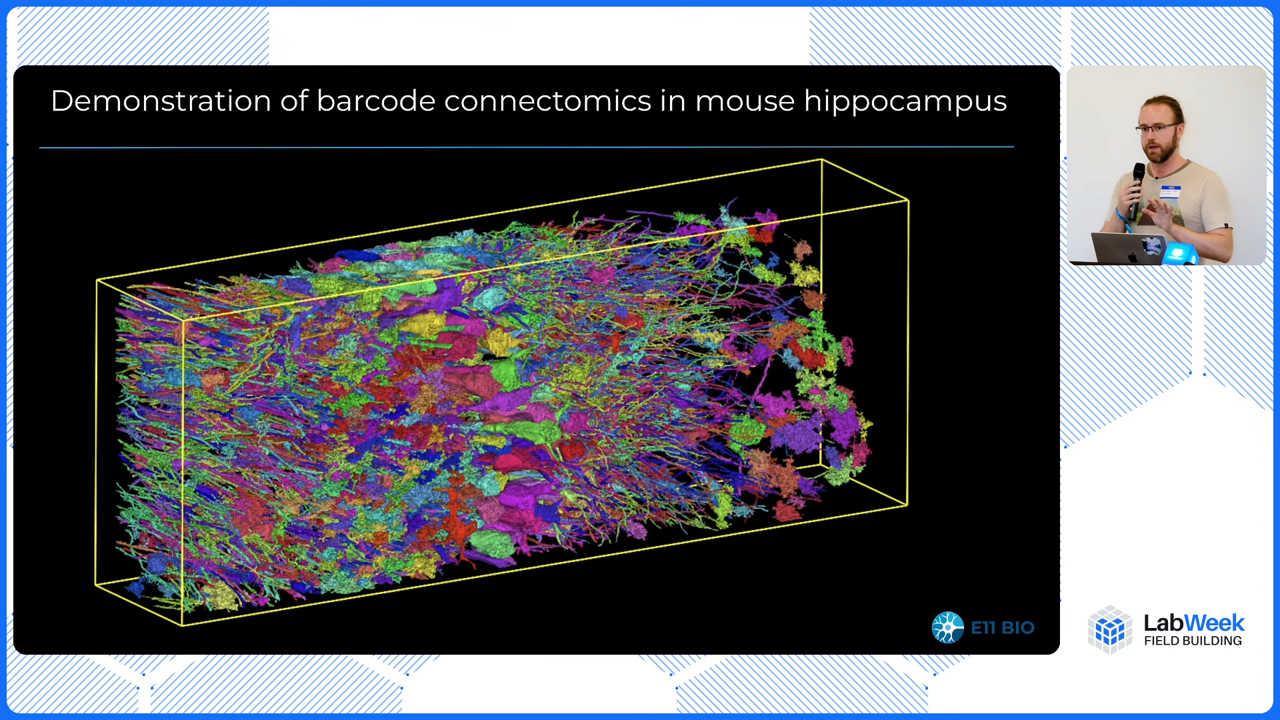 Demonstration of barcode connectomics in mouse hippocampus
E11 BIO
LabWeek
FIELD BUILDING